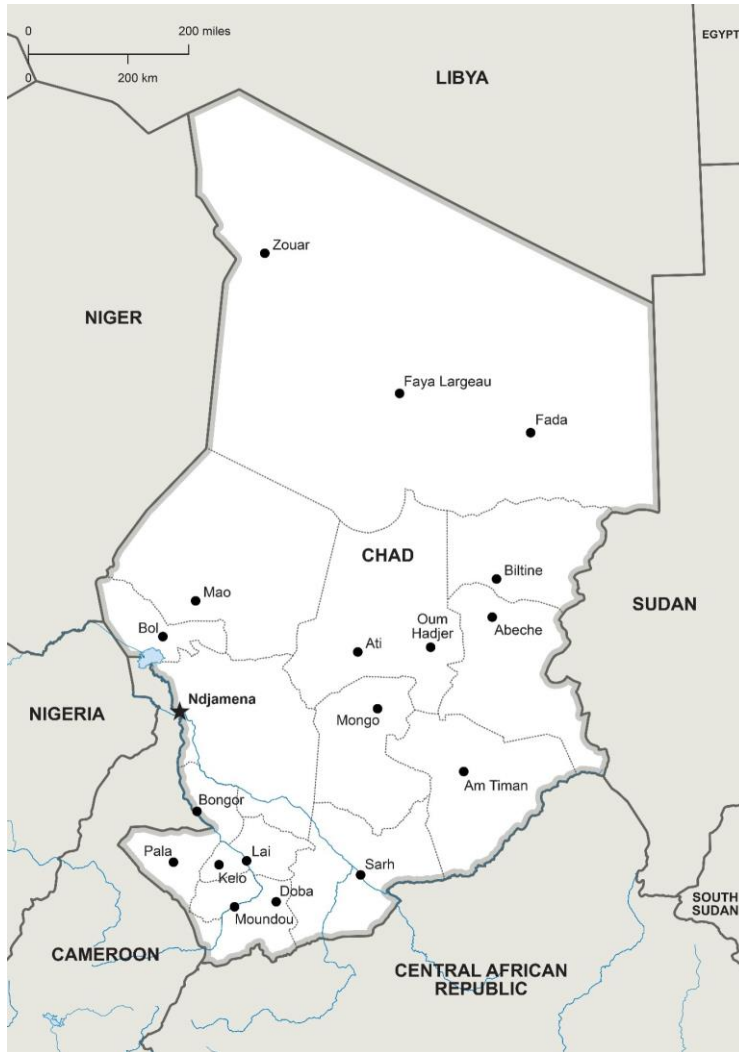 0 200 miles
0 200 km
EGYPT
LIBYA
Zouar
NIGER
Faya Largeau
Fada
CHAD
Biltine
Mao
SUDAN
Oum
Hadjer
Abeche
Bol
Ati
Ndjamena
NIGERIA
Mongo
Am Timan
Bongor
Pala
Lai
Kelo
Sarh
Doba
Moundou
SOUTH
SUDAN
CAMEROON
CENTRAL AFRICAN
REPUBLIC